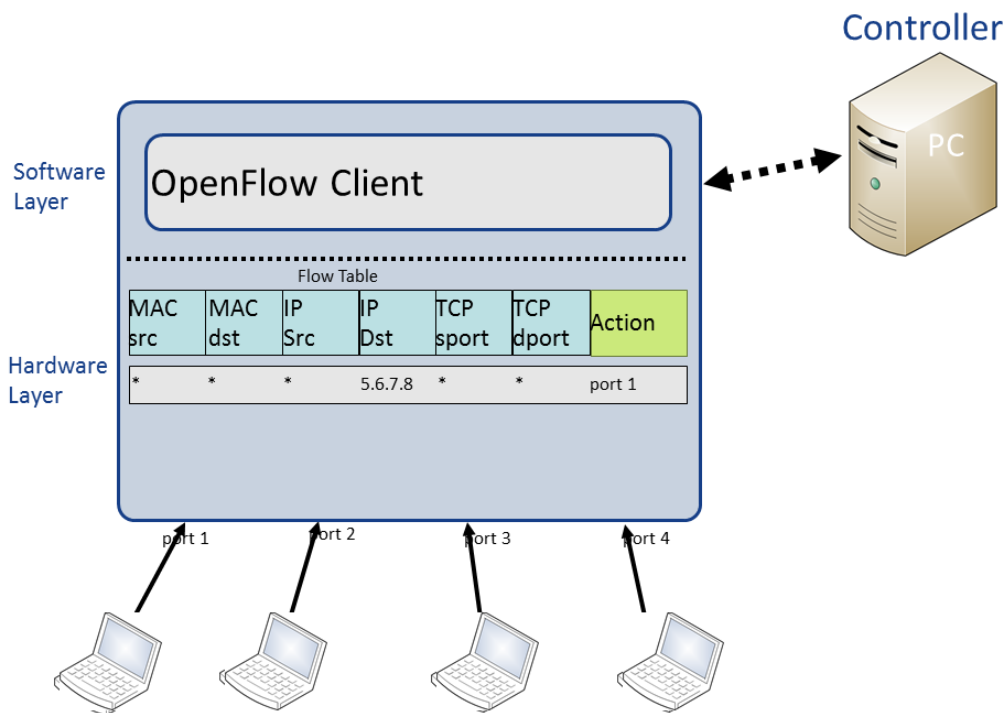 Controller
PC
Software
Layer
OpenFlow Client
Flow Table
MAC src
MAC dst
IP Src
IP Dst
TCP sport
TCP dport
Action
Hardware
Layer
* * * 5.6.7.8 * * port 1
port 1
port 2
port 3
port 4